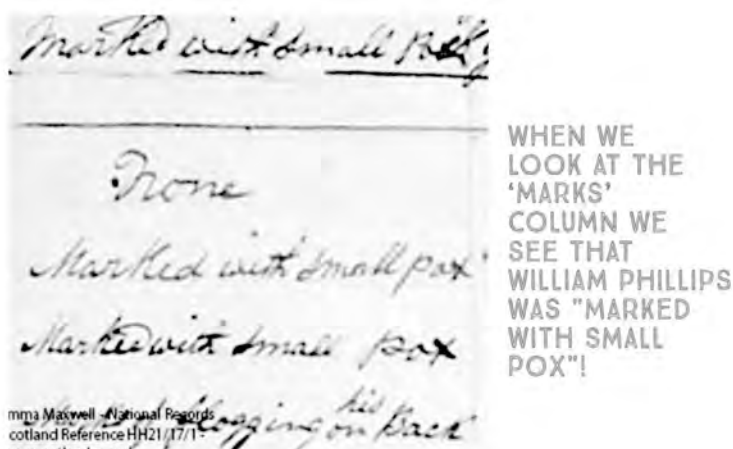 Marked with Small Pox
None
Marked with Small pox
Marked with Small pox
Marks of flogging on his Back
mma Maxwell - National Records
cotland Reference HH21/17/1 -
WHEN WE
LOOK AT THE
‘MARKS’
COLUMN WE
SEE THAT
WILLIAM PHILLIPS
WAS "MARKED
WITH SMALL
POX"!